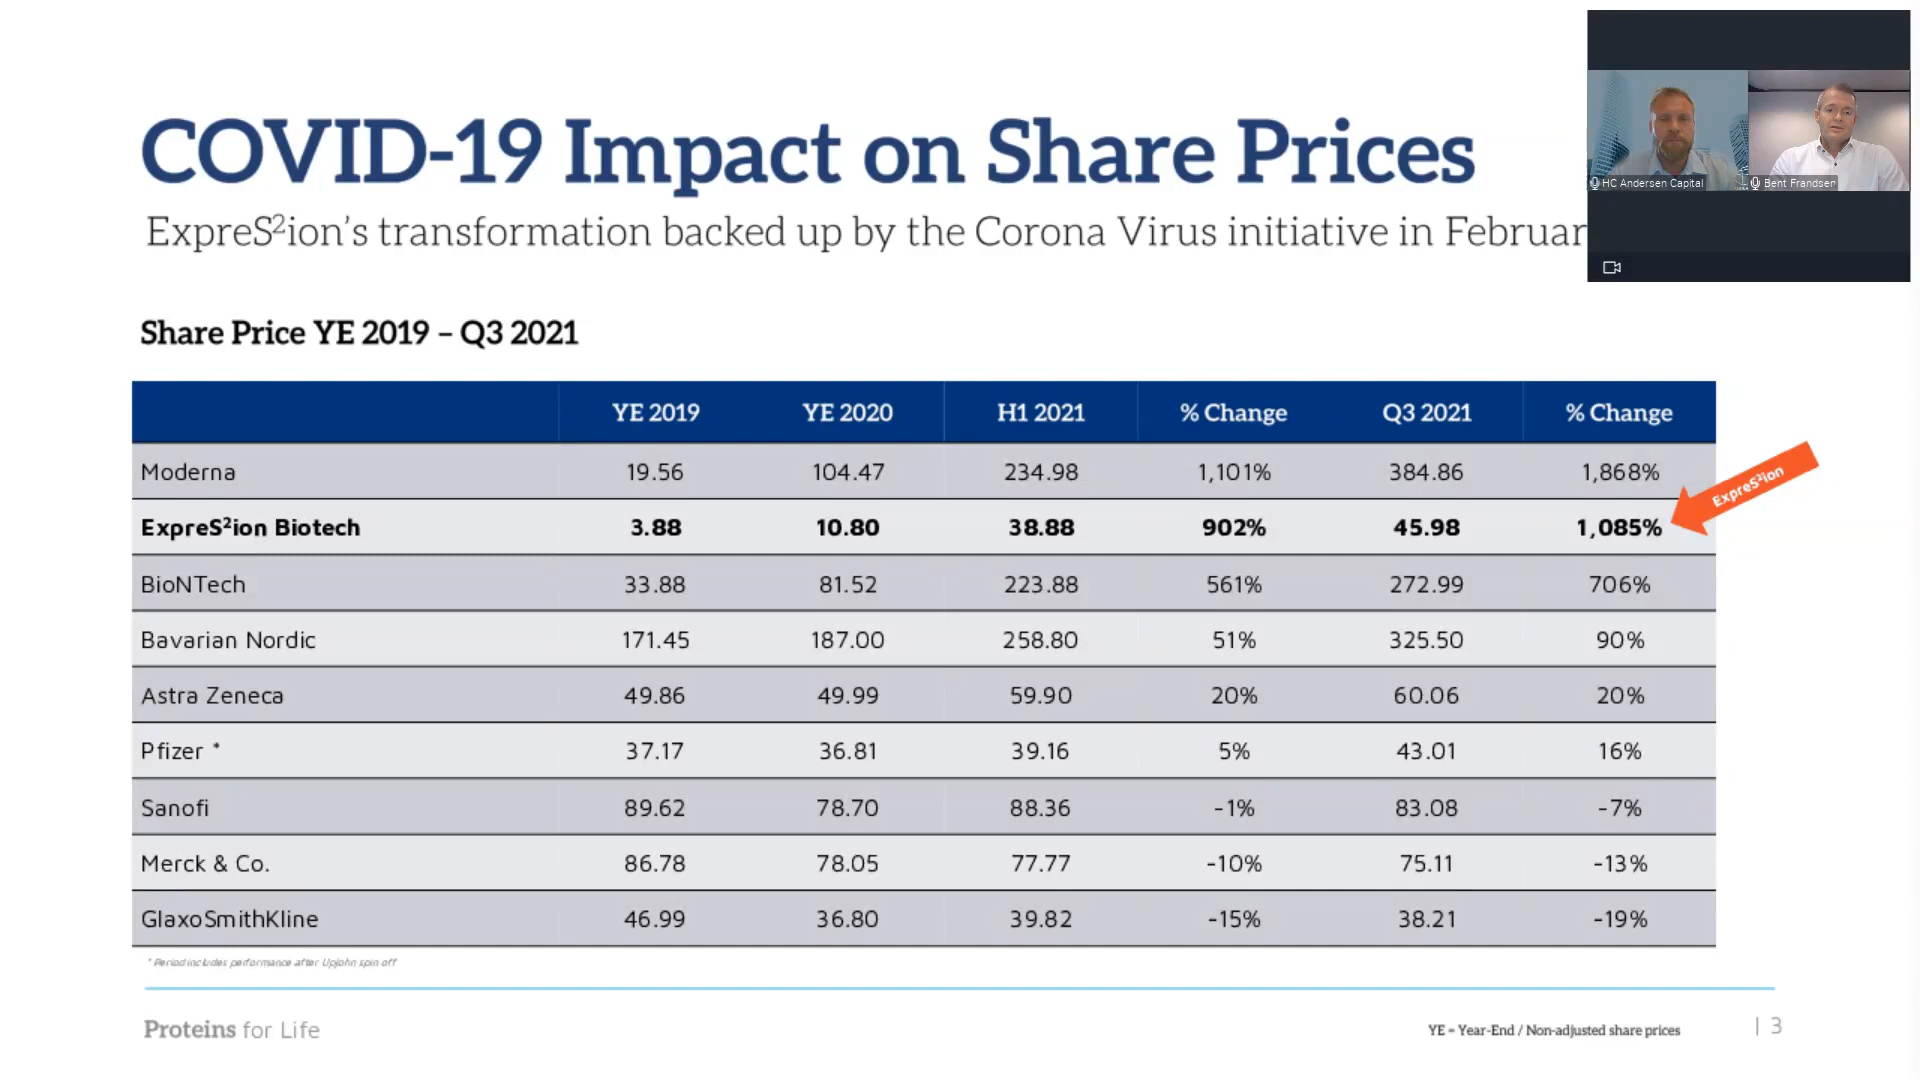 COVID-19 Impact on Share Prices
ExpreS²ion's transformation backed up by the Corona Virus initiative in Februar
HC Andersen Capital
Bent Frandsen
Share Price YE 2019 – Q3 2021
YE 2019 YE 2020 H1 2021 % Change Q3 2021 % Change
Moderna 19.56 104.47 234.98 1,101% 384.86 1,868%
ExpreS²ion
ExpreS²ion Biotech 3.88 10.80 38.88 902% 45.98 1,085%
BioNTech 33.88 81.52 223.88 561% 272.99 706%
Bavarian Nordic 171.45 187.00 258.80 51% 325.50 90%
Astra Zeneca 49.86 49.99 59.90 20% 60.06 20%
Pfizer * 37.17 36.81 39.16 5% 43.01 16%
Sanofi 89.62 78.70 88.36 -1% 83.08 -7%
Merck & Co. 86.78 78.05 77.77 -10% 75.11 -13%
GlaxoSmithKline 46.99 36.80 39.82 -15% 38.21 -19%
* Period includes performance after Upjohn spin off
Proteins for Life
YE = Year-End / Non-adjusted share prices
| 3